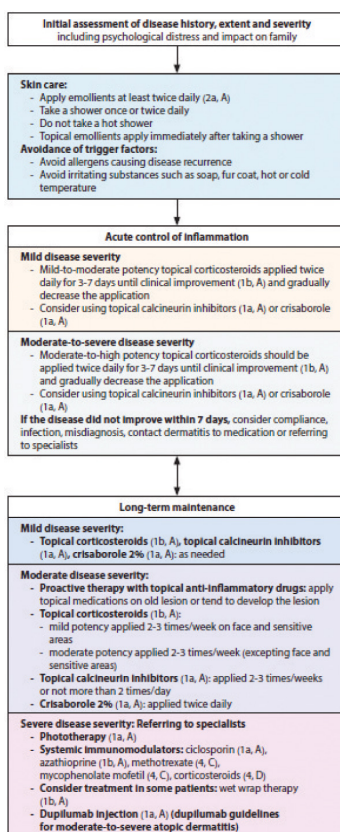 Initial assessment of disease history, extent and severity
including psychological distress and impact on family
Skin care:
- Apply emollients at least twice daily (2a, A)
- Take a shower once or twice daily
- Do not take a hot shower
- Topical emollients apply immediately after taking a shower
Avoidance of trigger factors:
- Avoid allergens causing disease recurrence
- Avoid irritating substances such as soap, fur coat, hot or cold
temperature
Acute control of inflammation
Mild disease severity
- Mild-to-moderate potency topical corticosteroids applied twice
daily for 3-7 days until clinical improvement (1b, A) and gradually
decrease the application
- Consider using topical calcineurin inhibitors (1a, A) or crisaborole
(1a, A)
Moderate-to-severe disease severity
- Moderate-to-high potency topical corticosteroids should be
applied twice daily for 3-7 days until clinical improvement (1b, A)
and gradually decrease the application
- Consider using topical calcineurin inhibitors (1a, A) or crisaborole
(1a, A)
If the disease did not improve within 7 days, consider compliance,
infection, misdiagnosis, contact dermatitis to medication or referring
to specialists
Long-term maintenance
Mild disease severity:
- Topical corticosteroids (1b, A), topical calcineurin inhibitors
(1a, A), crisaborole 2% (1a, A): as needed
Moderate disease severity:
- Proactive therapy with topical anti-inflammatory drugs: apply
topical medications on old lesion or tend to develop the lesion
- Topical corticosteroids (1b, A):
- mild potency applied 2-3 times/week on face and sensitive
areas
- moderate potency applied 2-3 times/week (excepting face and
sensitive areas)
- Topical calcineurin inhibitors (1a, A): applied 2-3 times/weeks
or not more than 2 times/day
- Crisaborole 2% (1a, A): applied twice daily
Severe disease severity: Referring to specialists
- Phototherapy (1a, A)
- Systemic immunomodulators: ciclosporin (1a, A),
azathioprine (1b, A), methotrexate (4, C),
mycophenolate mofetil (4, C), corticosteroids (4, D)
- Consider treatment in some patients: wet wrap therapy
(1b, A)
- Dupilumab injection (1a, A) (dupilumab guidelines
for moderate-to-severe atopic dermatitis)